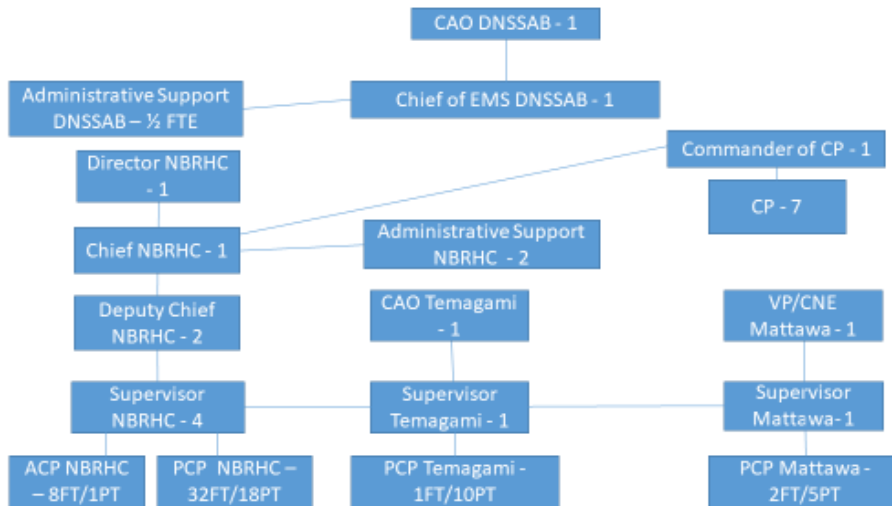 CAO DNSSAB - 1
Administrative Support
DNSSAB – ½ FTE
Chief of EMS DNSSAB - 1
Commander of CP - 1
Director NBRHC
- 1
CP - 7
Chief NBRHC - 1
Administrative Support
NBRHC - 2
Deputy Chief
NBRHC - 2
CAO Temagami
- 1
VP/CNE
Mattawa - 1
Supervisor
NBRHC - 4
Supervisor
Temagami - 1
Supervisor
Mattawa- 1
ACP NBRHC
– 8FT/1PT
PCP NBRHC –
32FT/18PT
PCP Temagami -
1FT/10PT
PCP Mattawa -
2FT/5PT